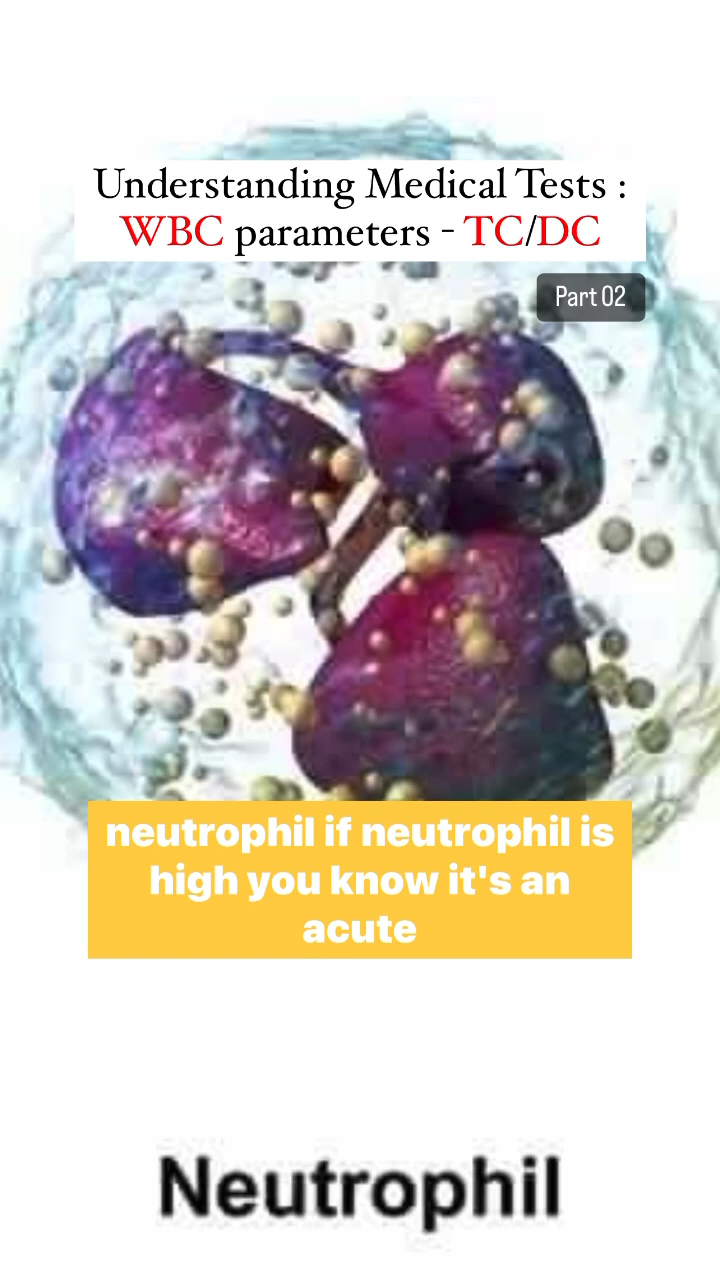 Understanding Medical Tests :
WBC parameters - TC/DC
Part 02
neutrophil if neutrophil is
high you know it's an
acute
Neutrophil